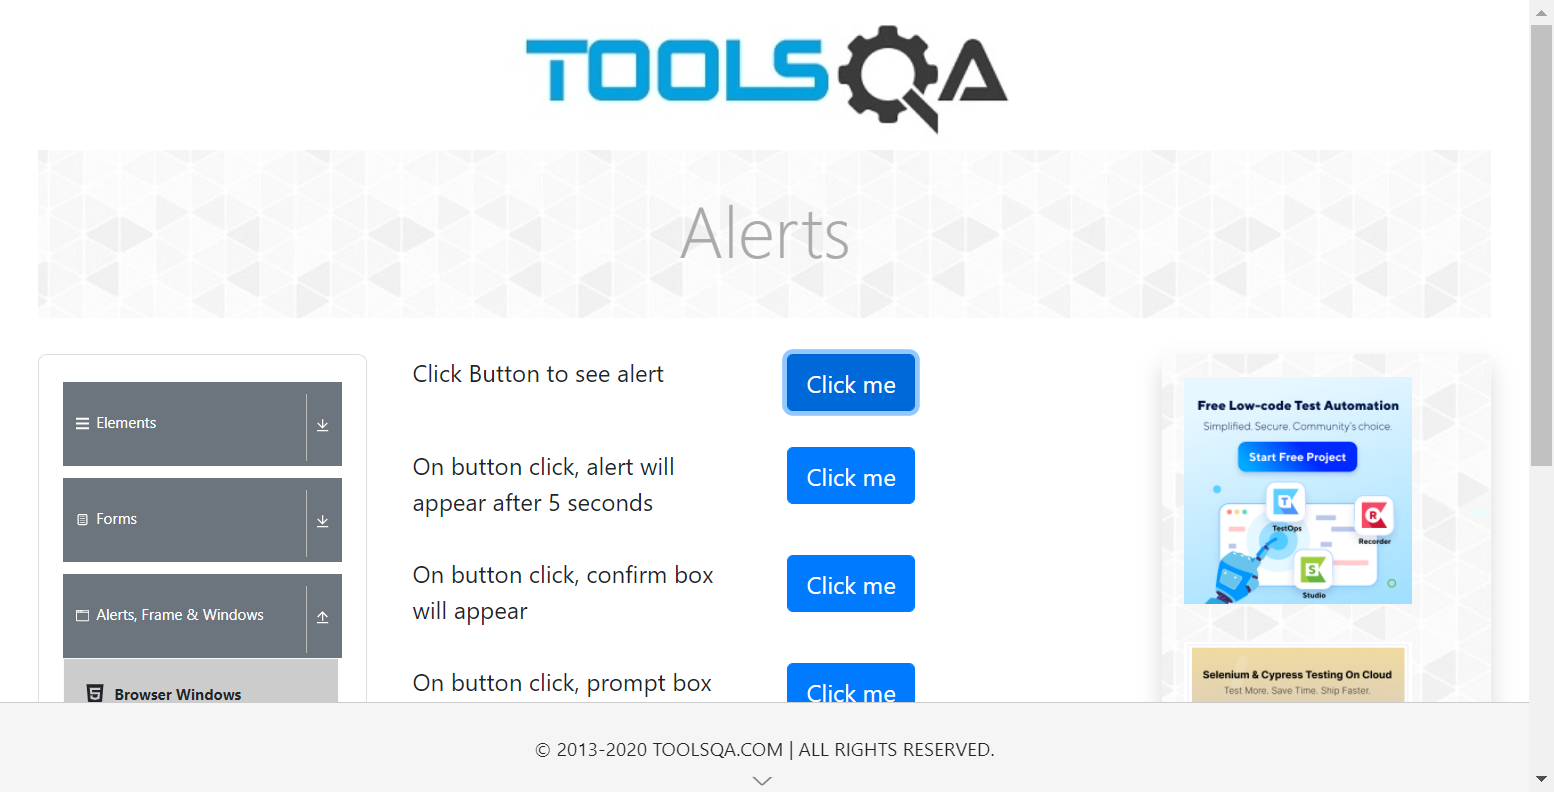 TOOLSQA
Alerts
Elements
Forms
Alerts, Frame & Windows
Browser Windows
Click Button to see alert
Click me
On button click, alert will
appear after 5 seconds
Click me
On button click, confirm box
will appear
Click me
On button click, prompt box
Click me
Free Low-code Test Automation
Simplified. Secure. Community's choice.
Start Free Project
TestOps
Recorder
Studio
Selenium & Cypress Testing On Cloud
Test More. Save Time. Ship Faster.
© 2013-2020 TOOLSQA.COM | ALL RIGHTS RESERVED.